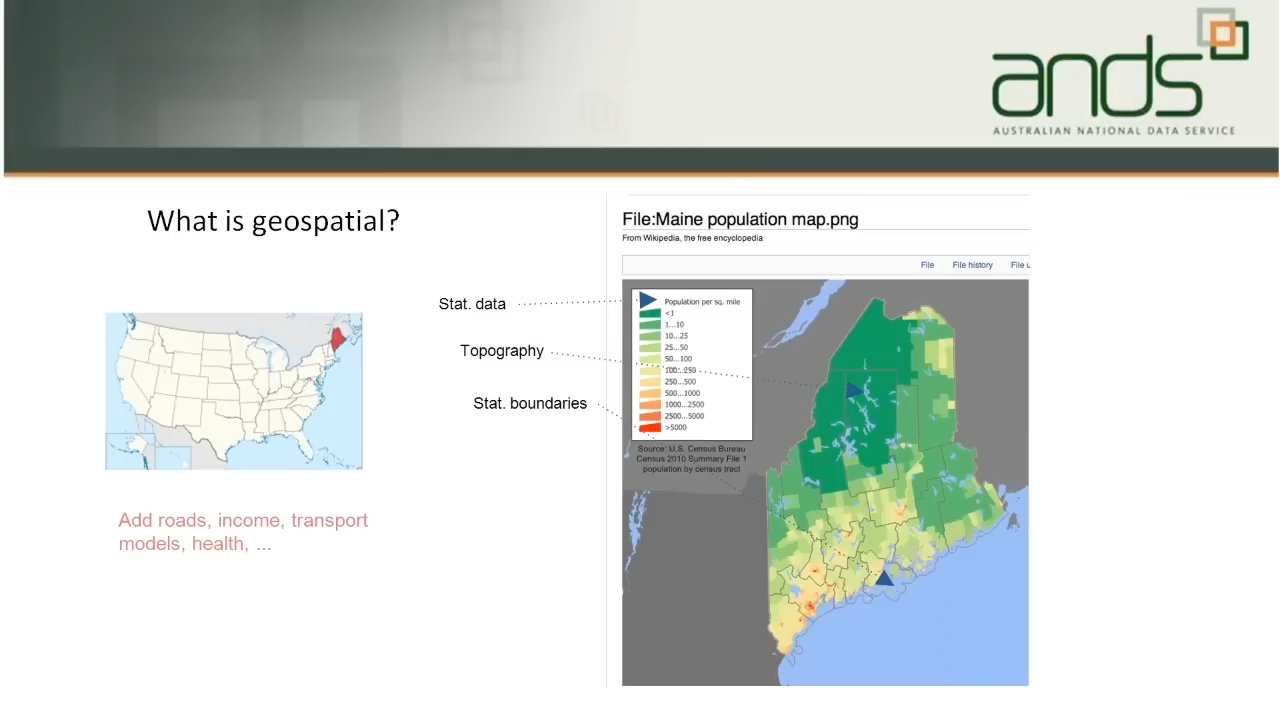 ands
AUSTRALIAN NATIONAL DATA SERVICE
What is geospatial?
File:Maine population map.png
From Wikipedia, the free encyclopedia
File File history File u
Stat. data
Topography
Stat. boundaries
Population per sq. mile
<1
1...10
10...25
25...50
50...100
100...250
250...500
500...1000
1000...2500
2500...5000
>5000
Source: U.S. Census Bureau
Census 2010 Summary File 1
population by census tract
Add roads, income, transport
models, health, ...